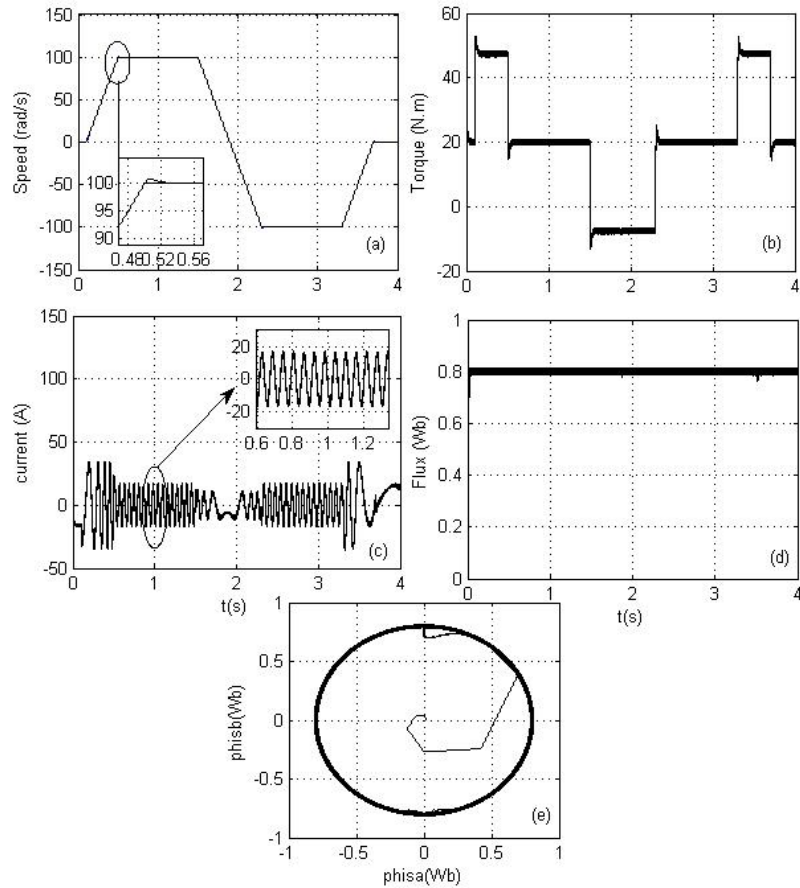 150
100
50
0
-50
-100
-150
Speed (rad/s)
100
95
90
0.48 0.52 0.56
(a)
0 1 2 3 4
60
40
20
0
-20
Torque (N.m)
(b)
0 1 2 3 4
150
100
50
0
-50
current (A)
20
0
-20
0.6 0.8 1 1.2
(c)
0 1 2 3 4
t(s)
1
0.8
0.6
0.4
0.2
0
Flux (Wb)
(d)
0 1 2 3 4
t(s)
1
0.5
0
-0.5
-1
phisb(Wb)
(e)
-1 -0.5 0 0.5 1
phisa(Wb)